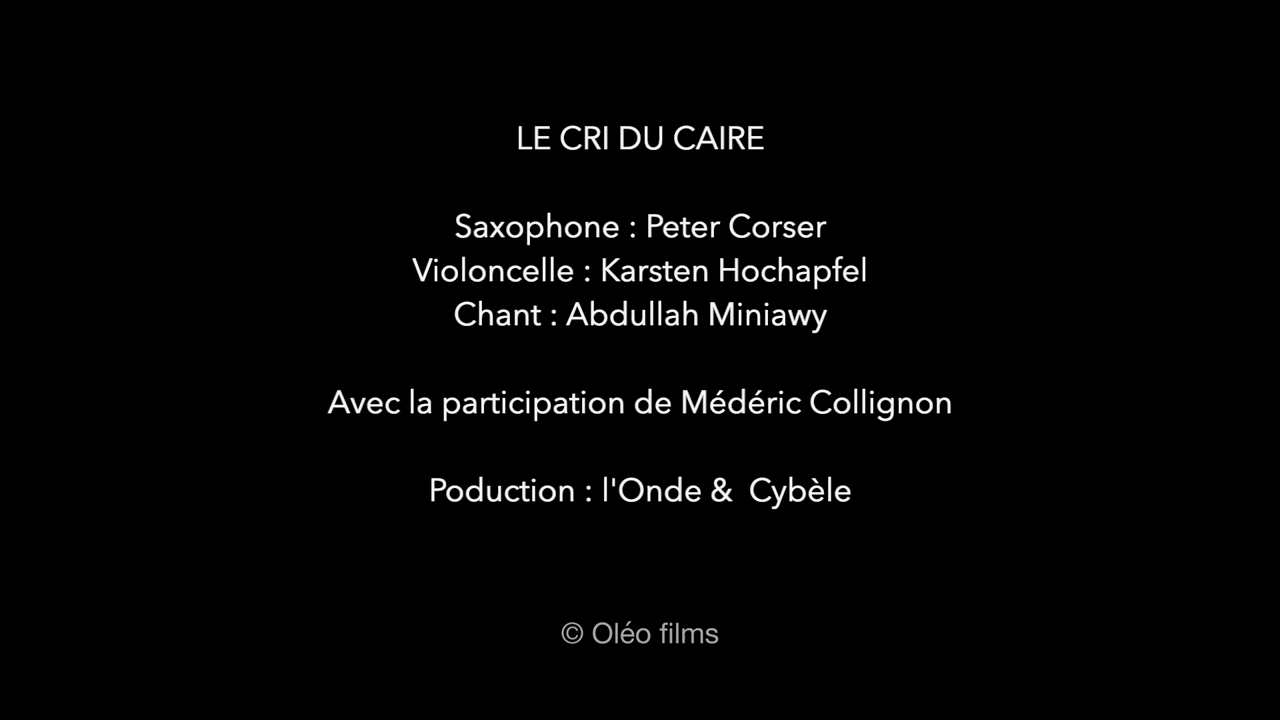 LE CRI DU CAIRE
Saxophone : Peter Corser
Violoncelle : Karsten Hochapfel
Chant : Abdullah Miniawy
Avec la participation de Médéric Collignon
Poduction : l'Onde &  Cybèle
© Oléo films